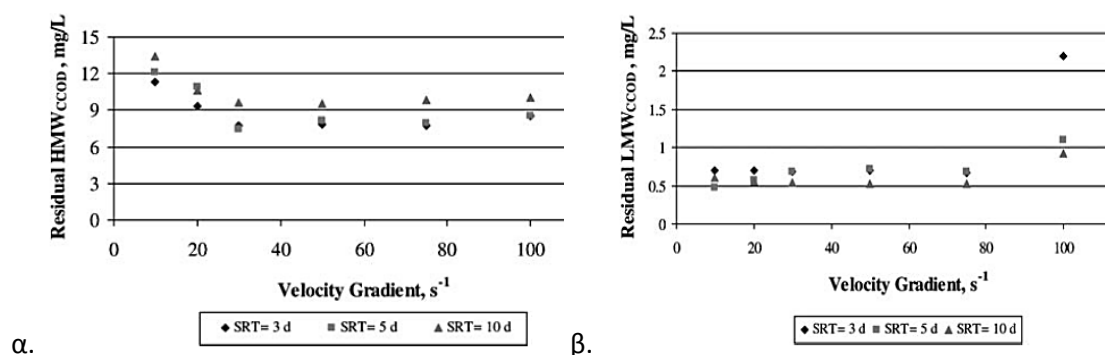 Residual HMWCCOD, mg/L
15
12
9
6
3
0
0 20 40 60 80 100
Velocity Gradient, s⁻¹
SRT= 3 d SRT= 5 d SRT= 10 d
α.
Residual LMWCCOD, mg/L
2.5
2
1.5
1
0.5
0
0 20 40 60 80 100
Velocity Gradient, s⁻¹
SRT= 3 d SRT= 5 d SRT= 10 d
β.